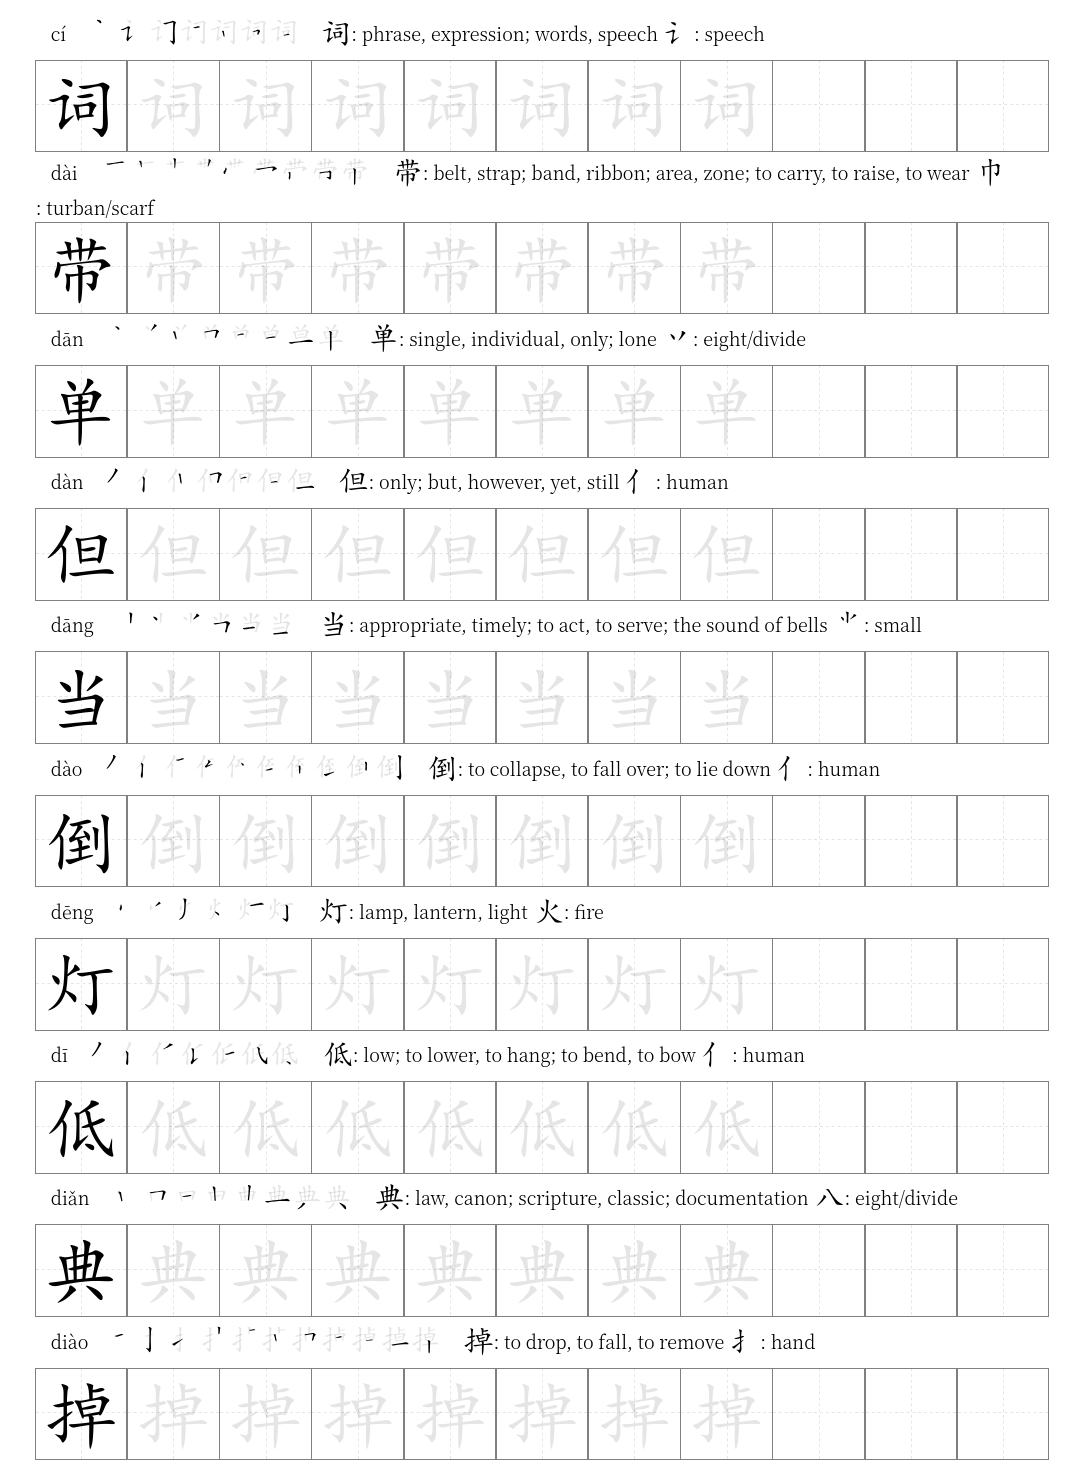 cí 词: phrase, expression; words, speech 讠: speech
词 词 词 词 词 词 词 词
dài 带: belt, strap; band, ribbon; area, zone; to carry, to raise, to wear 巾
: turban/scarf
带 带 带 带 带 带 带 带
dān 单: single, individual, only; lone 丷: eight/divide
单 单 单 单 单 单 单 单
dàn 但: only; but, however, yet, still 亻: human
但 但 但 但 但 但 但 但
dāng 当: appropriate, timely; to act, to serve; the sound of bells ⺌: small
当 当 当 当 当 当 当 当
dào 倒: to collapse, to fall over; to lie down 亻: human
倒 倒 倒 倒 倒 倒 倒 倒
dēng 灯: lamp, lantern, light 火: fire
灯 灯 灯 灯 灯 灯 灯 灯
dī 低: low; to lower, to hang; to bend, to bow 亻: human
低 低 低 低 低 低 低 低
diǎn 典: law, canon; scripture, classic; documentation 八: eight/divide
典 典 典 典 典 典 典 典
diào 掉: to drop, to fall, to remove 扌: hand
掉 掉 掉 掉 掉 掉 掉 掉